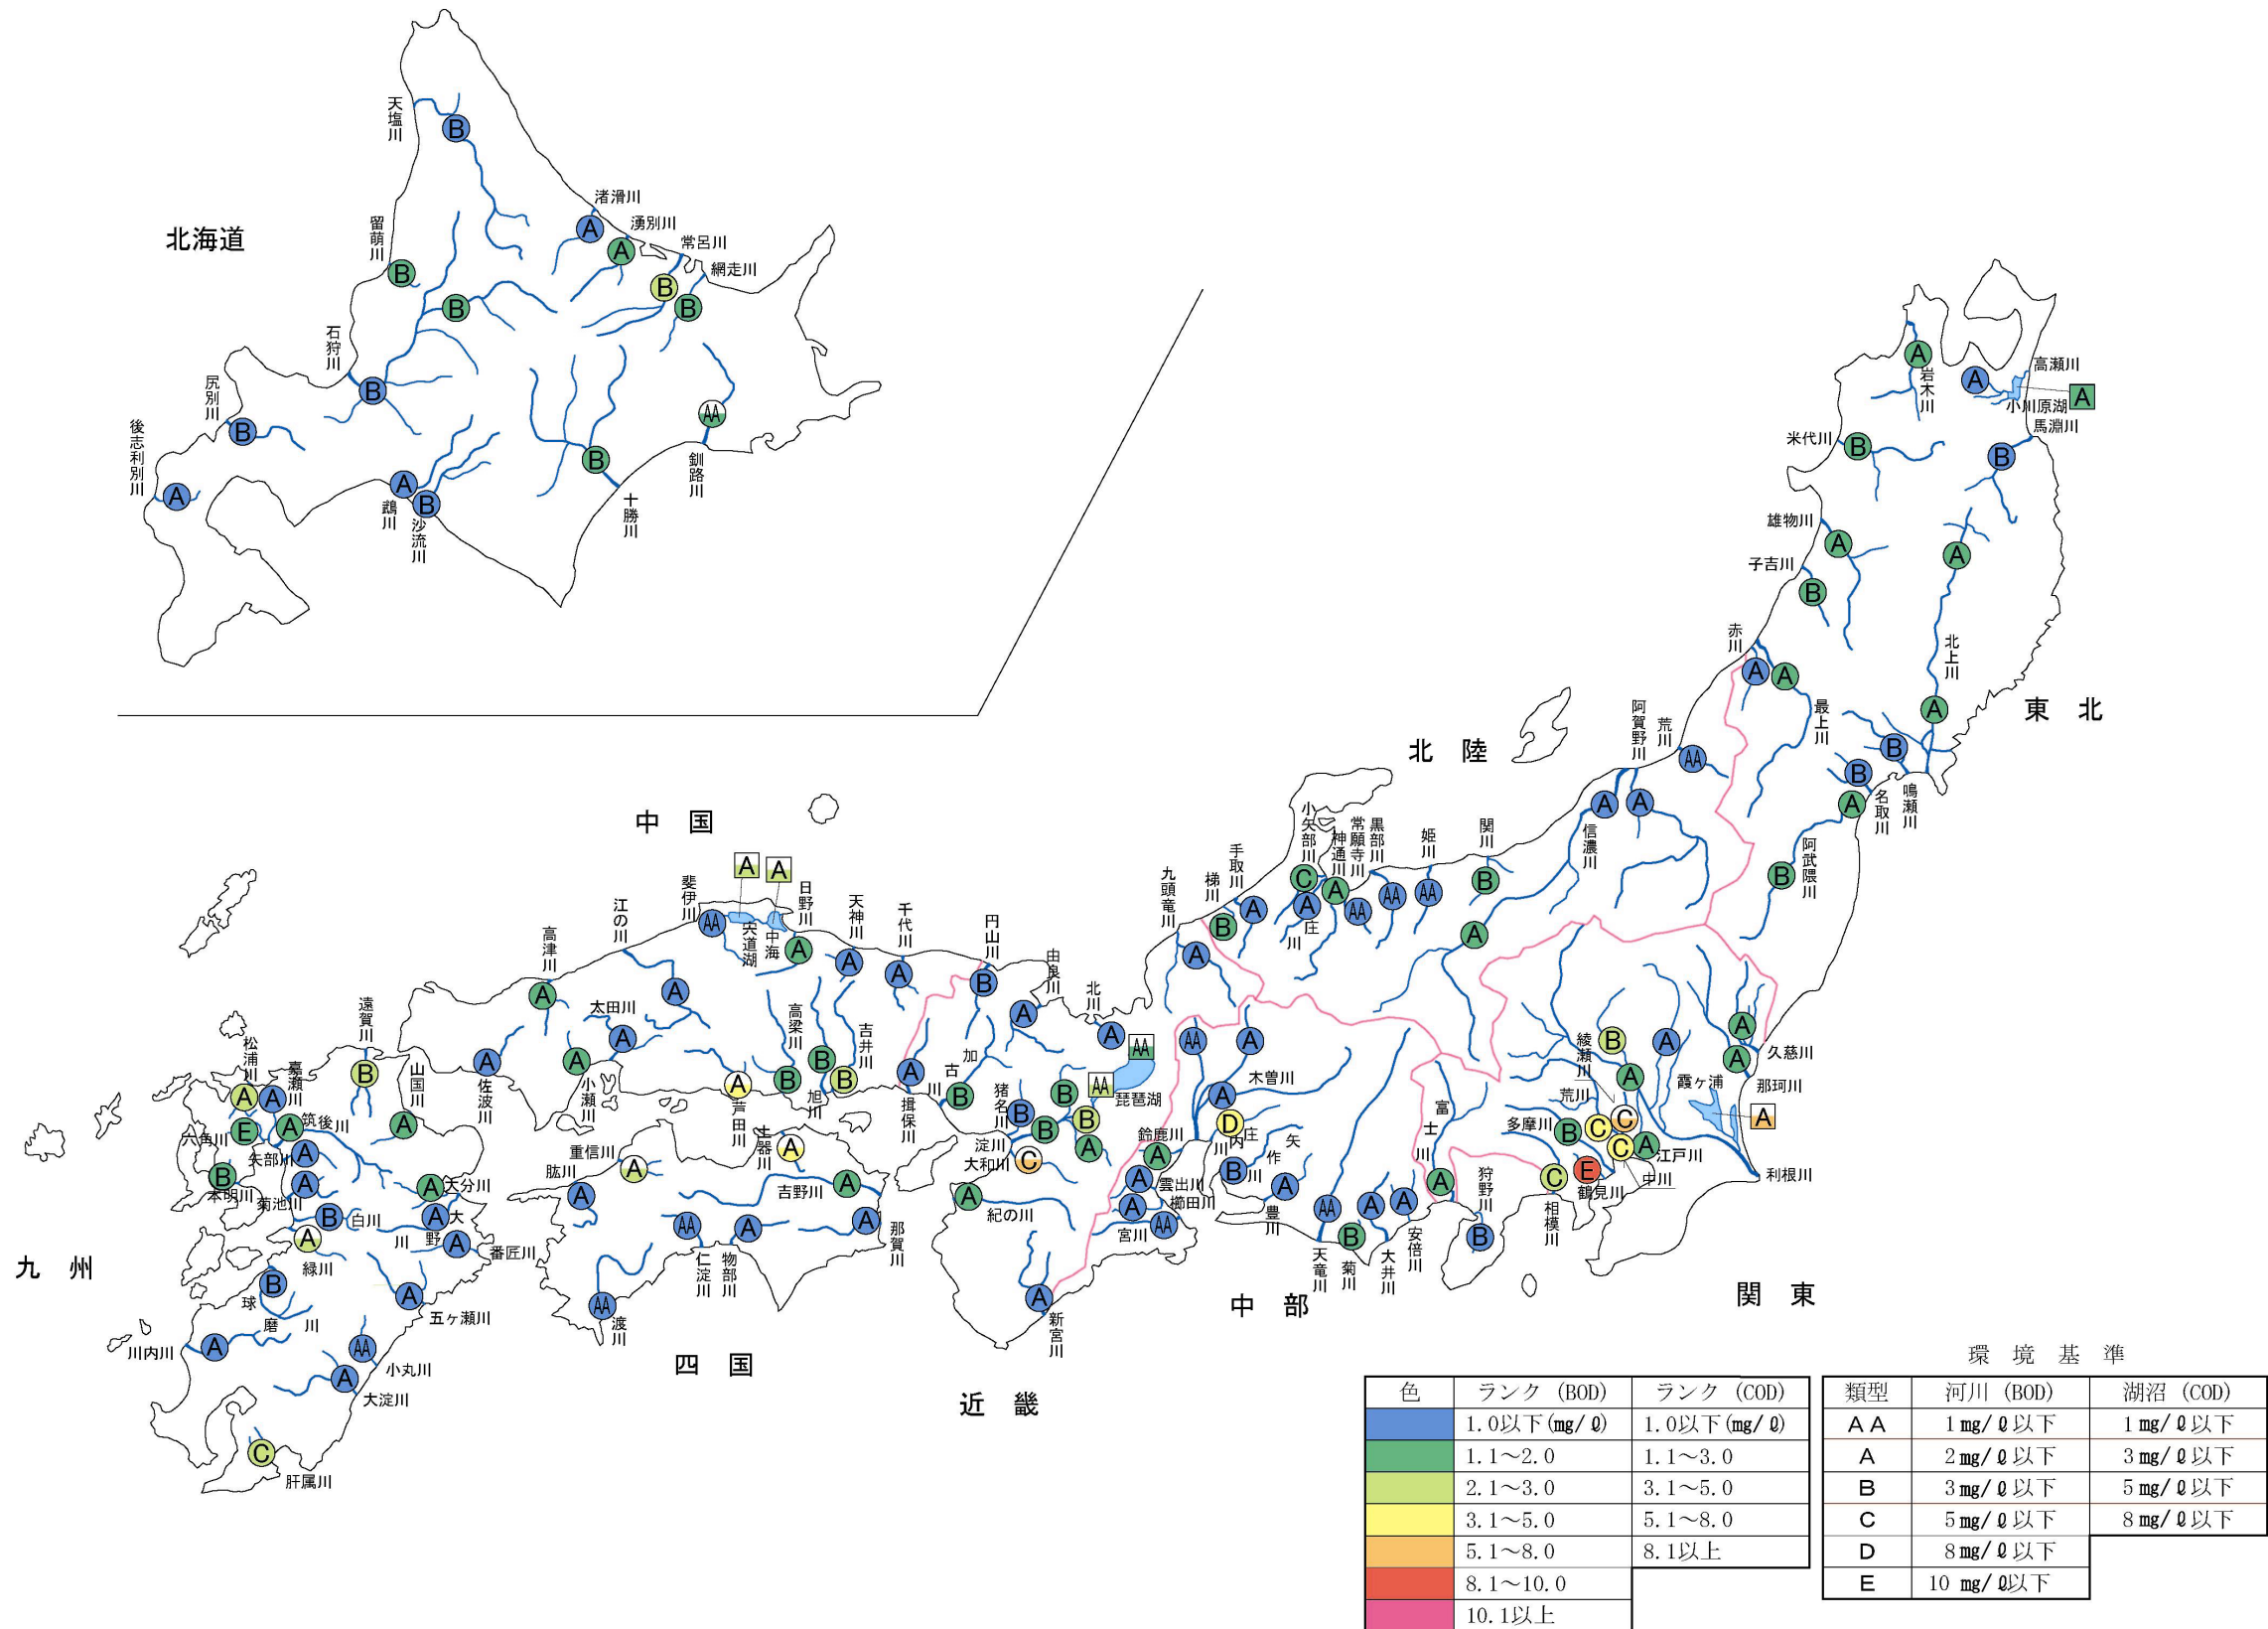 北海道
天塩川
B
渚滑川
A
湧別川
A
常呂川
B
網走川
B
留萌川
B
B
石狩川
B
尻別川
B
後志利別川
A
鵡川
A
沙流川
B
十勝川
B
釧路川
AA
東 北
岩木川
A
高瀬川
A
小川原湖
A
馬淵川
B
米代川
B
雄物川
A
子吉川
B
北上川
A
A
赤川
A
最上川
A
鳴瀬川
B
名取川
B
阿武隈川
A
B
北 陸
荒川
AA
阿賀野川
A
信濃川
A
A
関川
B
姫川
AA
黒部川
AA
常願寺川
AA
神通川
A
庄川
A
小矢部川
C
手取川
A
梯川
B
関 東
久慈川
A
那珂川
A
霞ヶ浦
A
利根川
A
A
B
江戸川
A
綾瀬川
C
中川
C
荒川
C
多摩川
B
鶴見川
E
相模川
C
中 部
富士川
A
狩野川
B
安倍川
A
大井川
A
菊川
B
天竜川
AA
豊川
A
矢作川
B
庄内川
D
木曽川
A
A
AA
鈴鹿川
A
雲出川
A
櫛田川
A
宮川
AA
近 畿
九頭竜川
A
北川
A
由良川
A
円山川
B
琵琶湖
AA
AA
淀川
B
B
B
A
猪名川
B
大和川
C
加古川
B
揖保川
A
紀の川
A
新宮川
A
中 国
千代川
A
天神川
A
日野川
A
中海
A
宍道湖
A
斐伊川
AA
江の川
A
高津川
A
吉井川
B
旭川
B
高梁川
B
芦田川
A
太田川
A
小瀬川
A
佐波川
A
四 国
土器川
A
重信川
A
肱川
A
吉野川
A
那賀川
A
物部川
A
仁淀川
AA
渡川
AA
九 州
遠賀川
B
山国川
A
松浦川
A
嘉瀬川
A
六角川
E
筑後川
A
矢部川
A
本明川
B
菊池川
A
白川
B
緑川
A
大分川
A
大野川
A
番匠川
A
五ヶ瀬川
A
球磨川
B
川内川
A
小丸川
AA
大淀川
A
肝属川
C
色 ランク (BOD) ランク (COD)
1.0以下(mg/ℓ) 1.0以下(mg/ℓ)
1.1～2.0 1.1～3.0
2.1～3.0 3.1～5.0
3.1～5.0 5.1～8.0
5.1～8.0 8.1以上
8.1～10.0
10.1以上
環 境 基 準
類型 河川 (BOD) 湖沼 (COD)
AA 1mg/ℓ以下 1mg/ℓ以下
A 2mg/ℓ以下 3mg/ℓ以下
B 3mg/ℓ以下 5mg/ℓ以下
C 5mg/ℓ以下 8mg/ℓ以下
D 8mg/ℓ以下
E 10 mg/ℓ以下